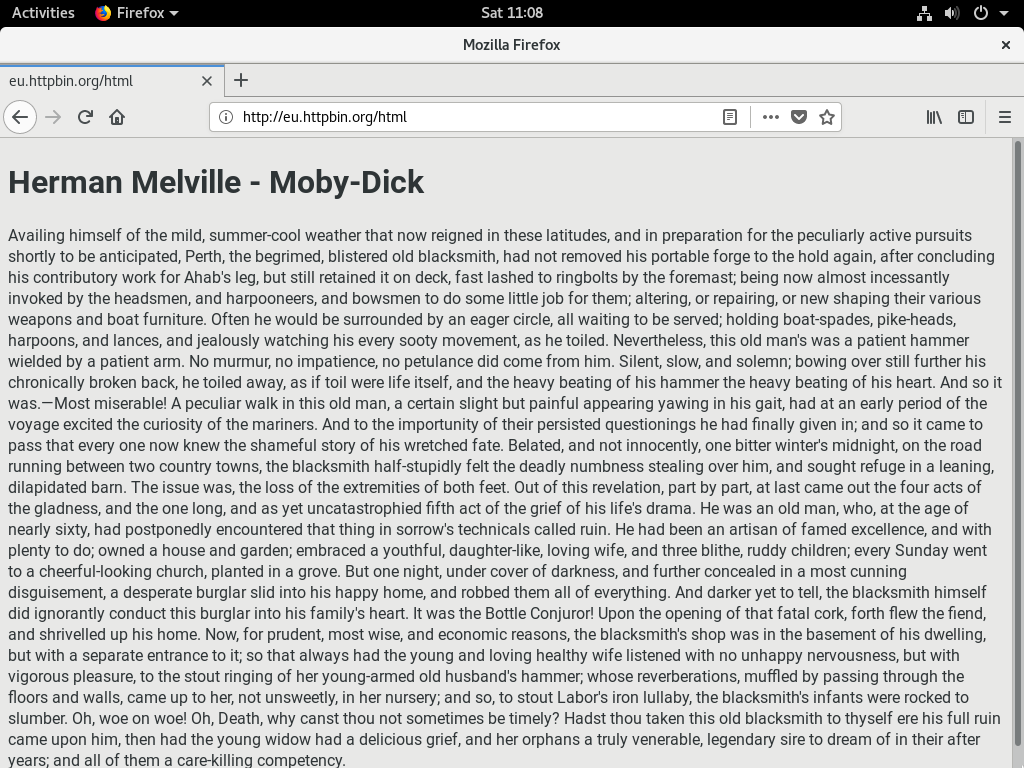 Activities Firefox Sat 11:08
Mozilla Firefox
eu.httpbin.org/html
http://eu.httpbin.org/html
Herman Melville - Moby-Dick
Availing himself of the mild, summer-cool weather that now reigned in these latitudes, and in preparation for the peculiarly active pursuits
shortly to be anticipated, Perth, the begrimed, blistered old blacksmith, had not removed his portable forge to the hold again, after concluding
his contributory work for Ahab's leg, but still retained it on deck, fast lashed to ringbolts by the foremast; being now almost incessantly
invoked by the headsmen, and harpooneers, and bowsmen to do some little job for them; altering, or repairing, or new shaping their various
weapons and boat furniture. Often he would be surrounded by an eager circle, all waiting to be served; holding boat-spades, pike-heads,
harpoons, and lances, and jealously watching his every sooty movement, as he toiled. Nevertheless, this old man's was a patient hammer
wielded by a patient arm. No murmur, no impatience, no petulance did come from him. Silent, slow, and solemn; bowing over still further his
chronically broken back, he toiled away, as if toil were life itself, and the heavy beating of his hammer the heavy beating of his heart. And so it
was.—Most miserable! A peculiar walk in this old man, a certain slight but painful appearing yawing in his gait, had at an early period of the
voyage excited the curiosity of the mariners. And to the importunity of their persisted questionings he had finally given in; and so it came to
pass that every one now knew the shameful story of his wretched fate. Belated, and not innocently, one bitter winter's midnight, on the road
running between two country towns, the blacksmith half-stupidly felt the deadly numbness stealing over him, and sought refuge in a leaning,
dilapidated barn. The issue was, the loss of the extremities of both feet. Out of this revelation, part by part, at last came out the four acts of
the gladness, and the one long, and as yet uncatastrophied fifth act of the grief of his life's drama. He was an old man, who, at the age of
nearly sixty, had postponedly encountered that thing in sorrow's technicals called ruin. He had been an artisan of famed excellence, and with
plenty to do; owned a house and garden; embraced a youthful, daughter-like, loving wife, and three blithe, ruddy children; every Sunday went
to a cheerful-looking church, planted in a grove. But one night, under cover of darkness, and further concealed in a most cunning
disguisement, a desperate burglar slid into his happy home, and robbed them all of everything. And darker yet to tell, the blacksmith himself
did ignorantly conduct this burglar into his family's heart. It was the Bottle Conjuror! Upon the opening of that fatal cork, forth flew the fiend,
and shrivelled up his home. Now, for prudent, most wise, and economic reasons, the blacksmith's shop was in the basement of his dwelling,
but with a separate entrance to it; so that always had the young and loving healthy wife listened with no unhappy nervousness, but with
vigorous pleasure, to the stout ringing of her young-armed old husband's hammer; whose reverberations, muffled by passing through the
floors and walls, came up to her, not unsweetly, in her nursery; and so, to stout Labor's iron lullaby, the blacksmith's infants were rocked to
slumber. Oh, woe on woe! Oh, Death, why canst thou not sometimes be timely? Hadst thou taken this old blacksmith to thyself ere his full ruin
came upon him, then had the young widow had a delicious grief, and her orphans a truly venerable, legendary sire to dream of in their after
years; and all of them a care-killing competency.